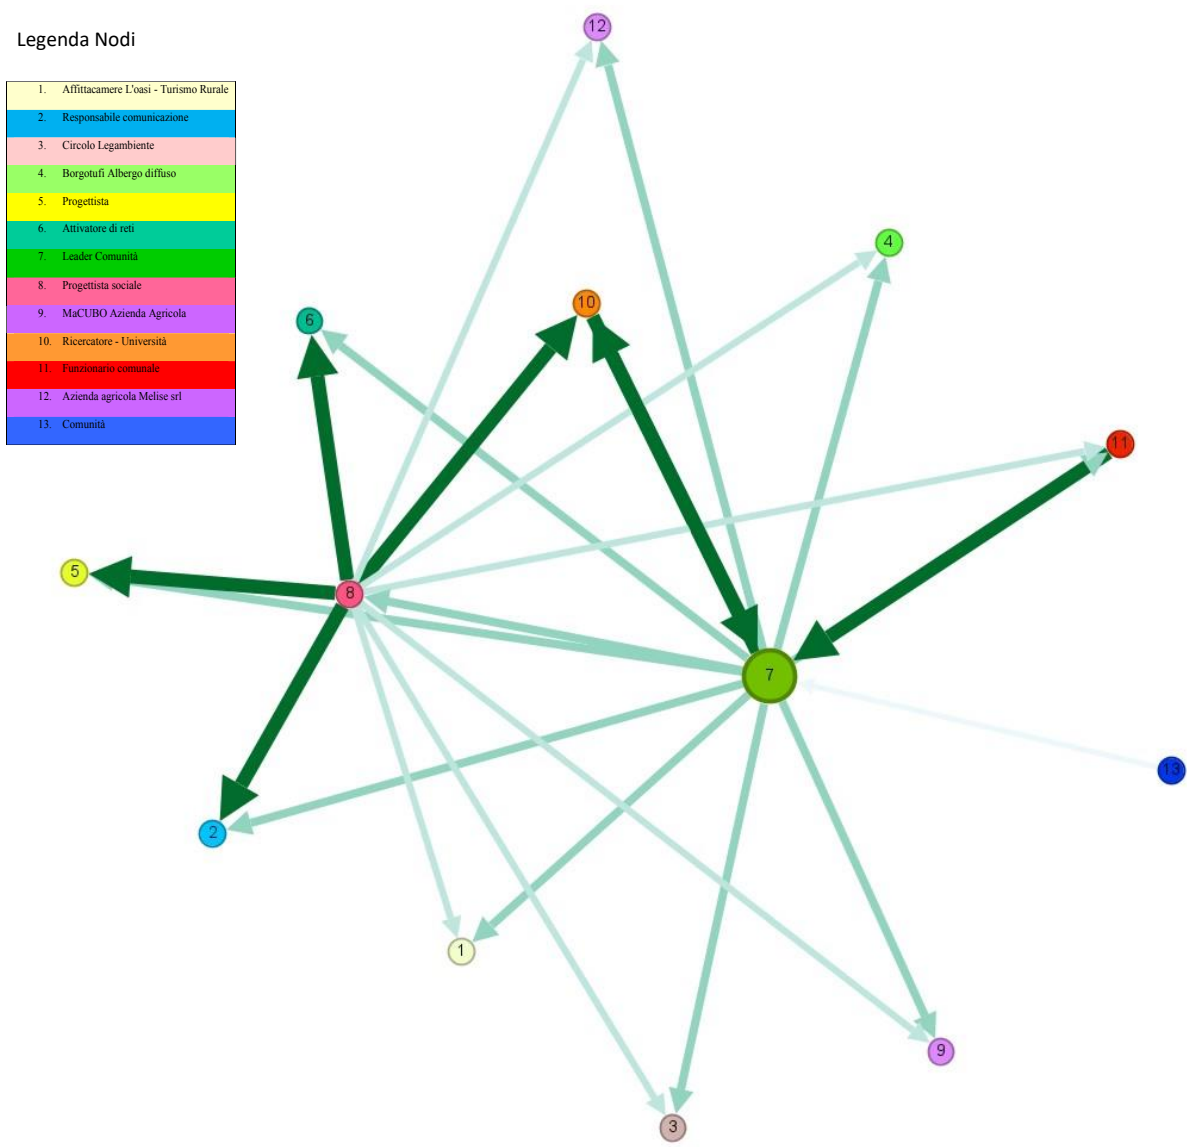 Legenda Nodi
1. Affittacamere L'oasi - Turismo Rurale
2. Responsabile comunicazione
3. Circolo Legambiente
4. Borgotufi Albergo diffuso
5. Progettista
6. Attivatore di reti
7. Leader Comunità
8. Progettista sociale
9. MaCUBO Azienda Agricola
10. Ricercatore - Università
11. Funzionario comunale
12. Azienda agricola Melise srl
13. Comunità
12
4
10
6
11
5
8
7
13
2
1
9
3